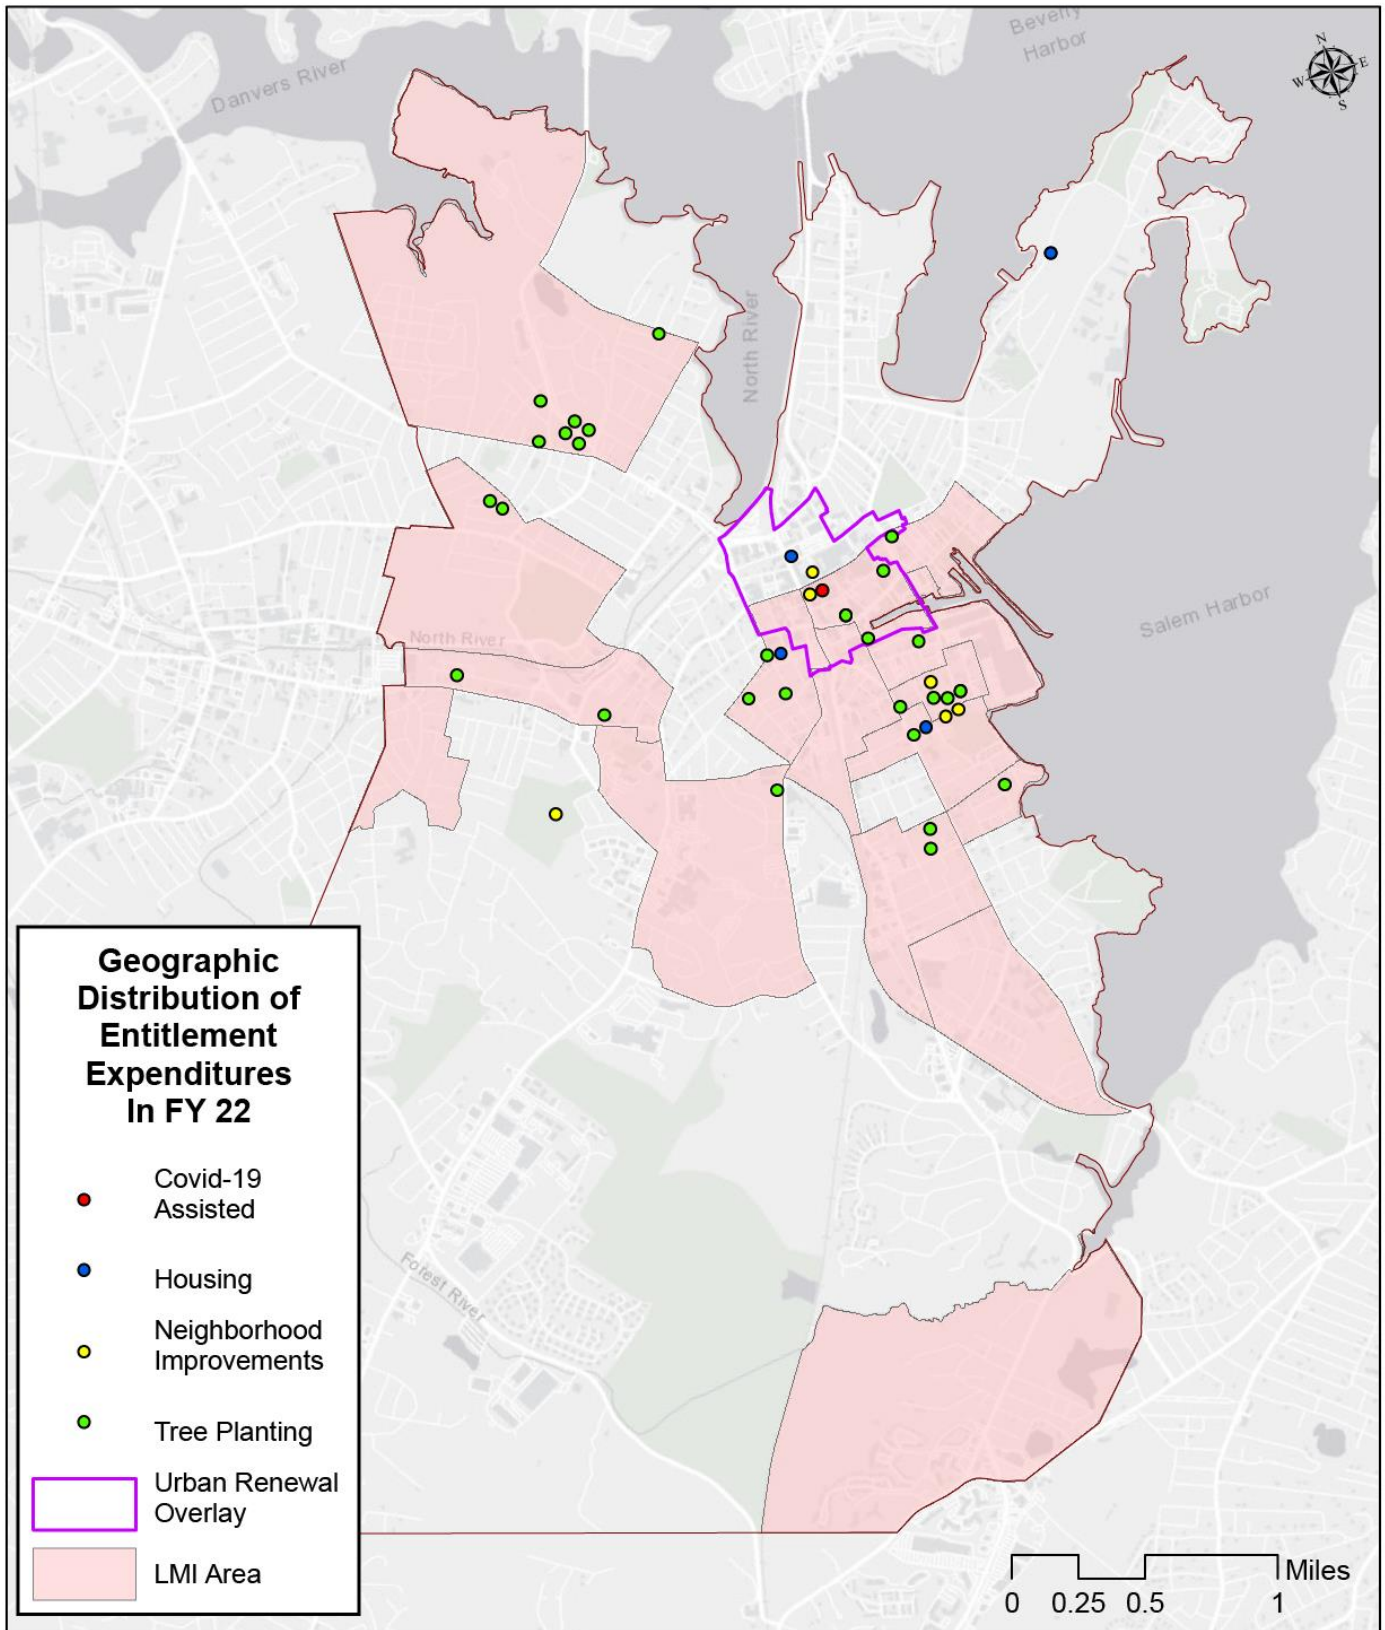 Beverly
Harbor
N
E
W
S
Danvers River
North River
Salem Harbor
North River
Forest River
Geographic
Distribution of
Entitlement
Expenditures
In FY 22
Covid-19
Assisted
Housing
Neighborhood
Improvements
Tree Planting
Urban Renewal
Overlay
LMI Area
Miles
0 0.25 0.5 1